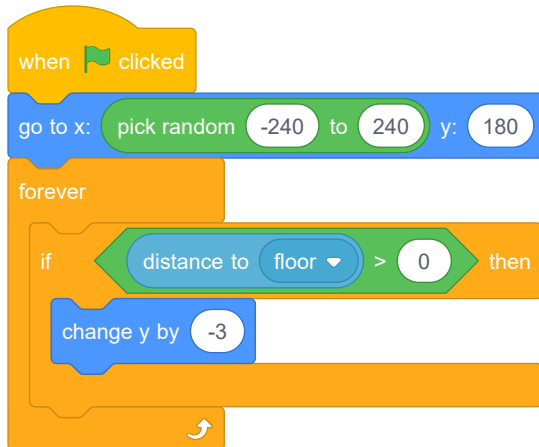 when clicked
go to x: pick random -240 to 240 y: 180
forever
if distance to floor > 0 then
change y by -3